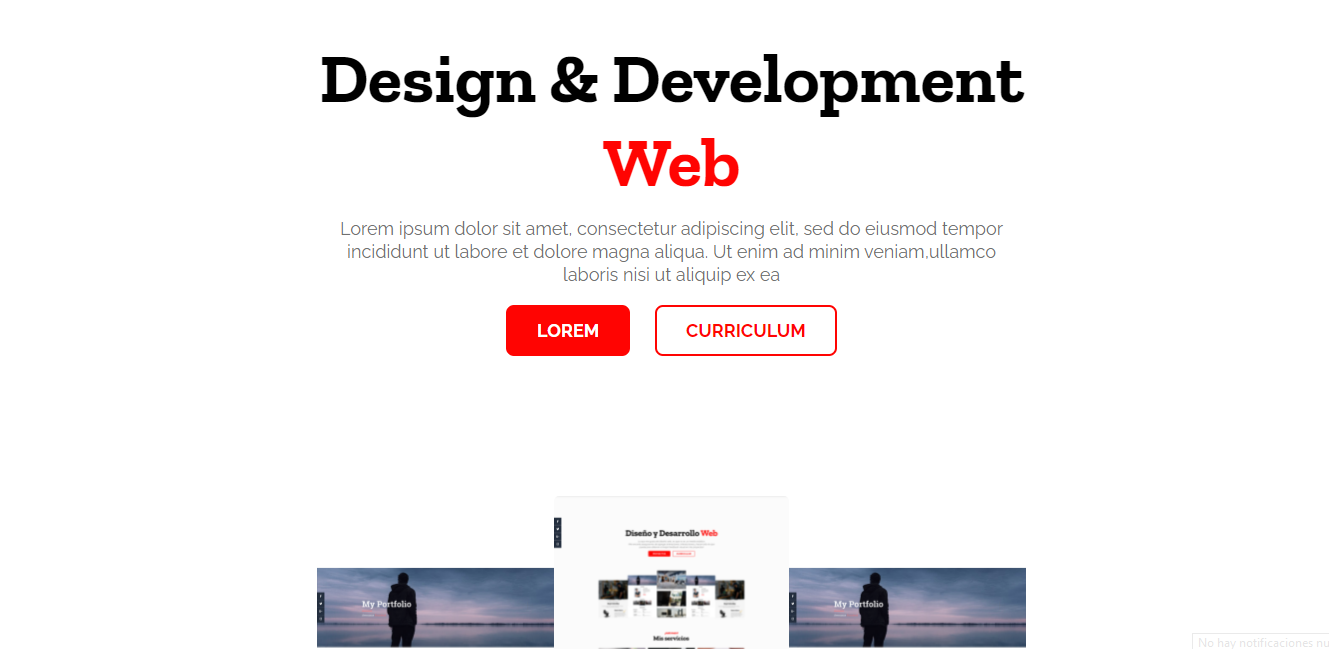 Design & Development
Web
Lorem ipsum dolor sit amet, consectetur adipiscing elit, sed do eiusmod tempor
incididunt ut labore et dolore magna aliqua. Ut enim ad minim veniam,ullamco
laboris nisi ut aliquip ex ea
LOREM CURRICULUM
Diseño y Desarrollo Web
My Portfolio
My Portfolio
Mis servicios
No hay notificaciones nu